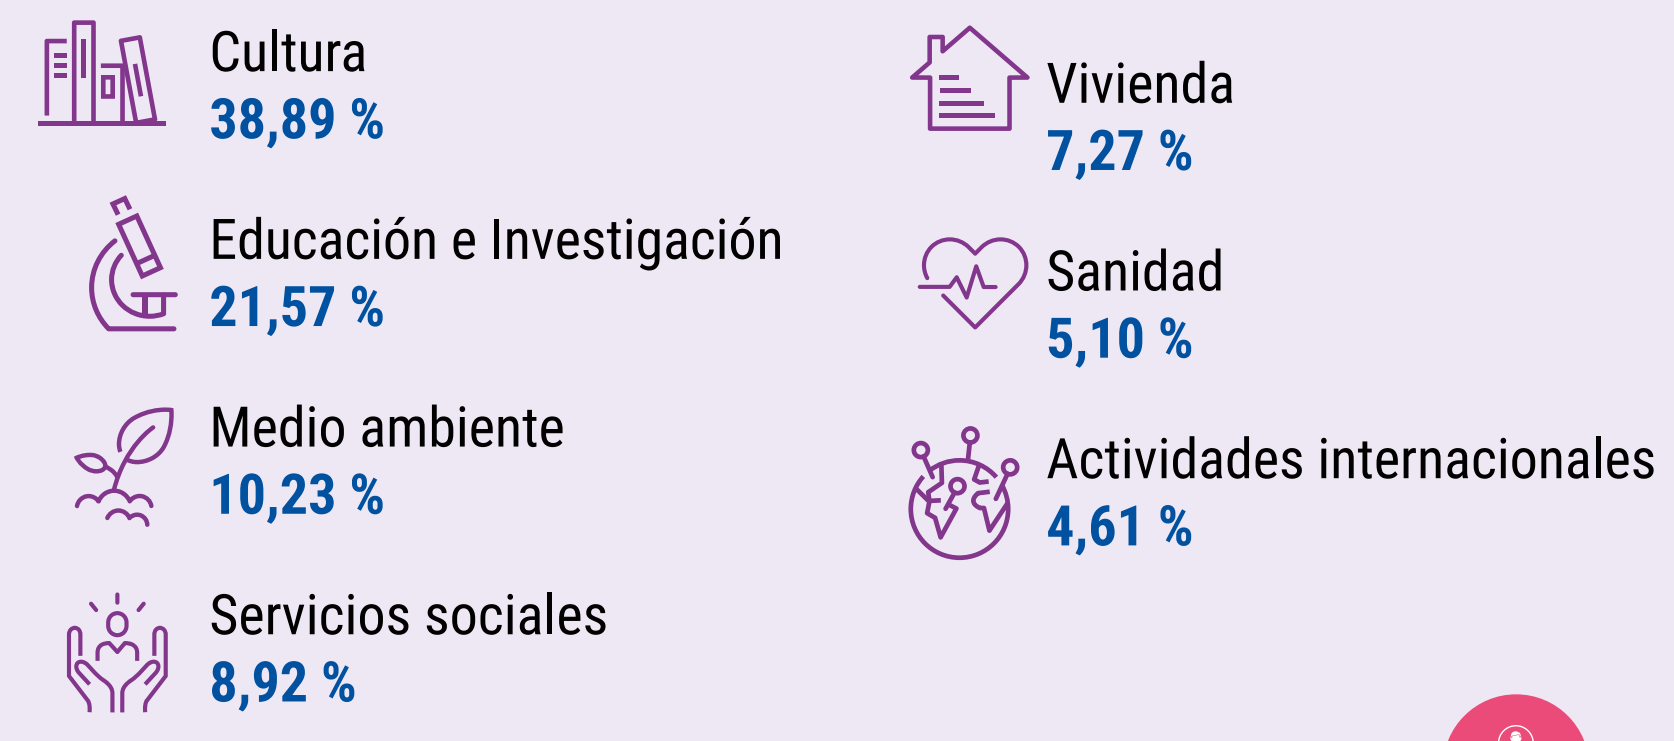 Cultura
38,89 %
Educación e Investigación
21,57 %
Medio ambiente
10,23 %
Servicios sociales
8,92 %
Vivienda
7,27 %
Sanidad
5,10 %
Actividades internacionales
4,61 %